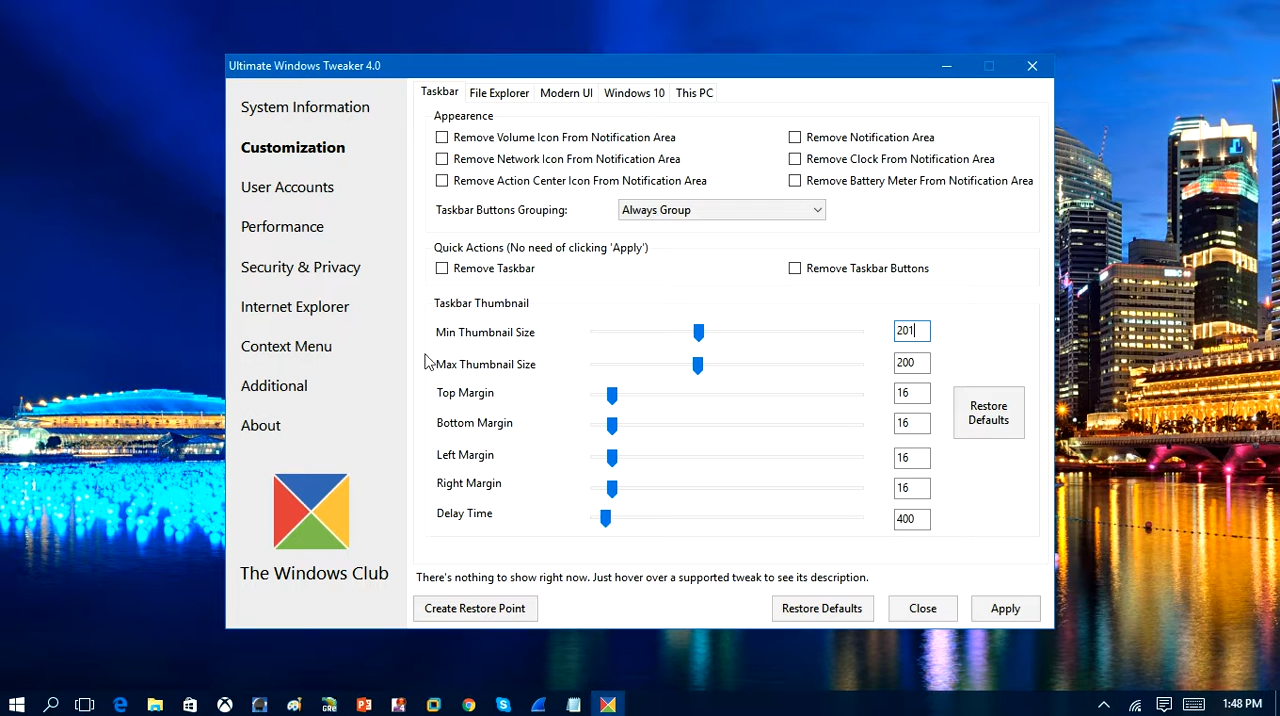 Ultimate Windows Tweaker 4.0
System Information
Customization
User Accounts
Performance
Security & Privacy
Internet Explorer
Context Menu
Additional
About
The Windows Club
Taskbar File Explorer Modern UI Windows 10 This PC
Appearence
Remove Volume Icon From Notification Area Remove Notification Area
Remove Network Icon From Notification Area Remove Clock From Notification Area
Remove Action Center Icon From Notification Area Remove Battery Meter From Notification Area
Taskbar Buttons Grouping: Always Group
Quick Actions (No need of clicking 'Apply')
Remove Taskbar Remove Taskbar Buttons
Taskbar Thumbnail
Min Thumbnail Size 201
Max Thumbnail Size 200
Top Margin 16
Bottom Margin 16
Left Margin 16
Right Margin 16
Delay Time 400
Restore
Defaults
There's nothing to show right now. Just hover over a supported tweak to see its description.
Create Restore Point Restore Defaults Close Apply
1:48 PM